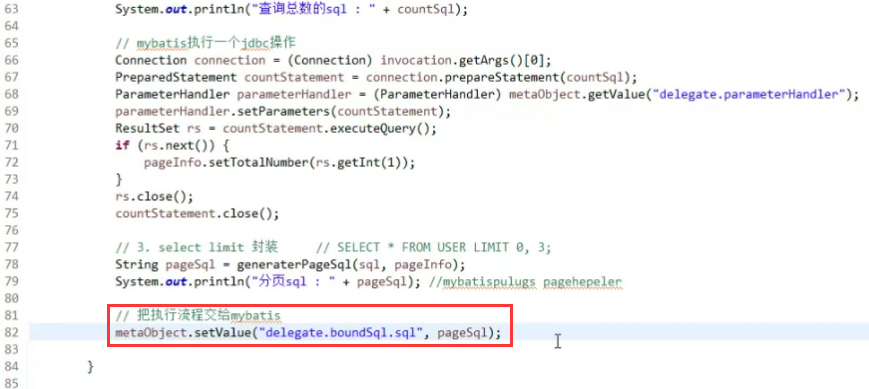 63 System.out.println("查询总数的sql : " + countSql);
64
65 // mybatis执行一个jdbc操作
66 Connection connection = (Connection) invocation.getArgs()[0];
67 PreparedStatement countStatement = connection.prepareStatement(countSql);
68 ParameterHandler parameterHandler = (ParameterHandler) metaObject.getValue("delegate.parameterHandler");
69 parameterHandler.setParameters(countStatement);
70 ResultSet rs = countStatement.executeQuery();
71 if (rs.next()) {
72 pageInfo.setTotalNumber(rs.getInt(1));
73 }
74 rs.close();
75 countStatement.close();
76
77 // 3. select limit 封装 // SELECT * FROM USER LIMIT 0, 3;
78 String pageSql = generaterPageSql(sql, pageInfo);
79 System.out.println("分页sql : " + pageSql); //mybatispulugs pagehepeler
80
81 // 把执行流程交给mybatis
82 metaObject.setValue("delegate.boundSql.sql", pageSql);
83
84 }
85